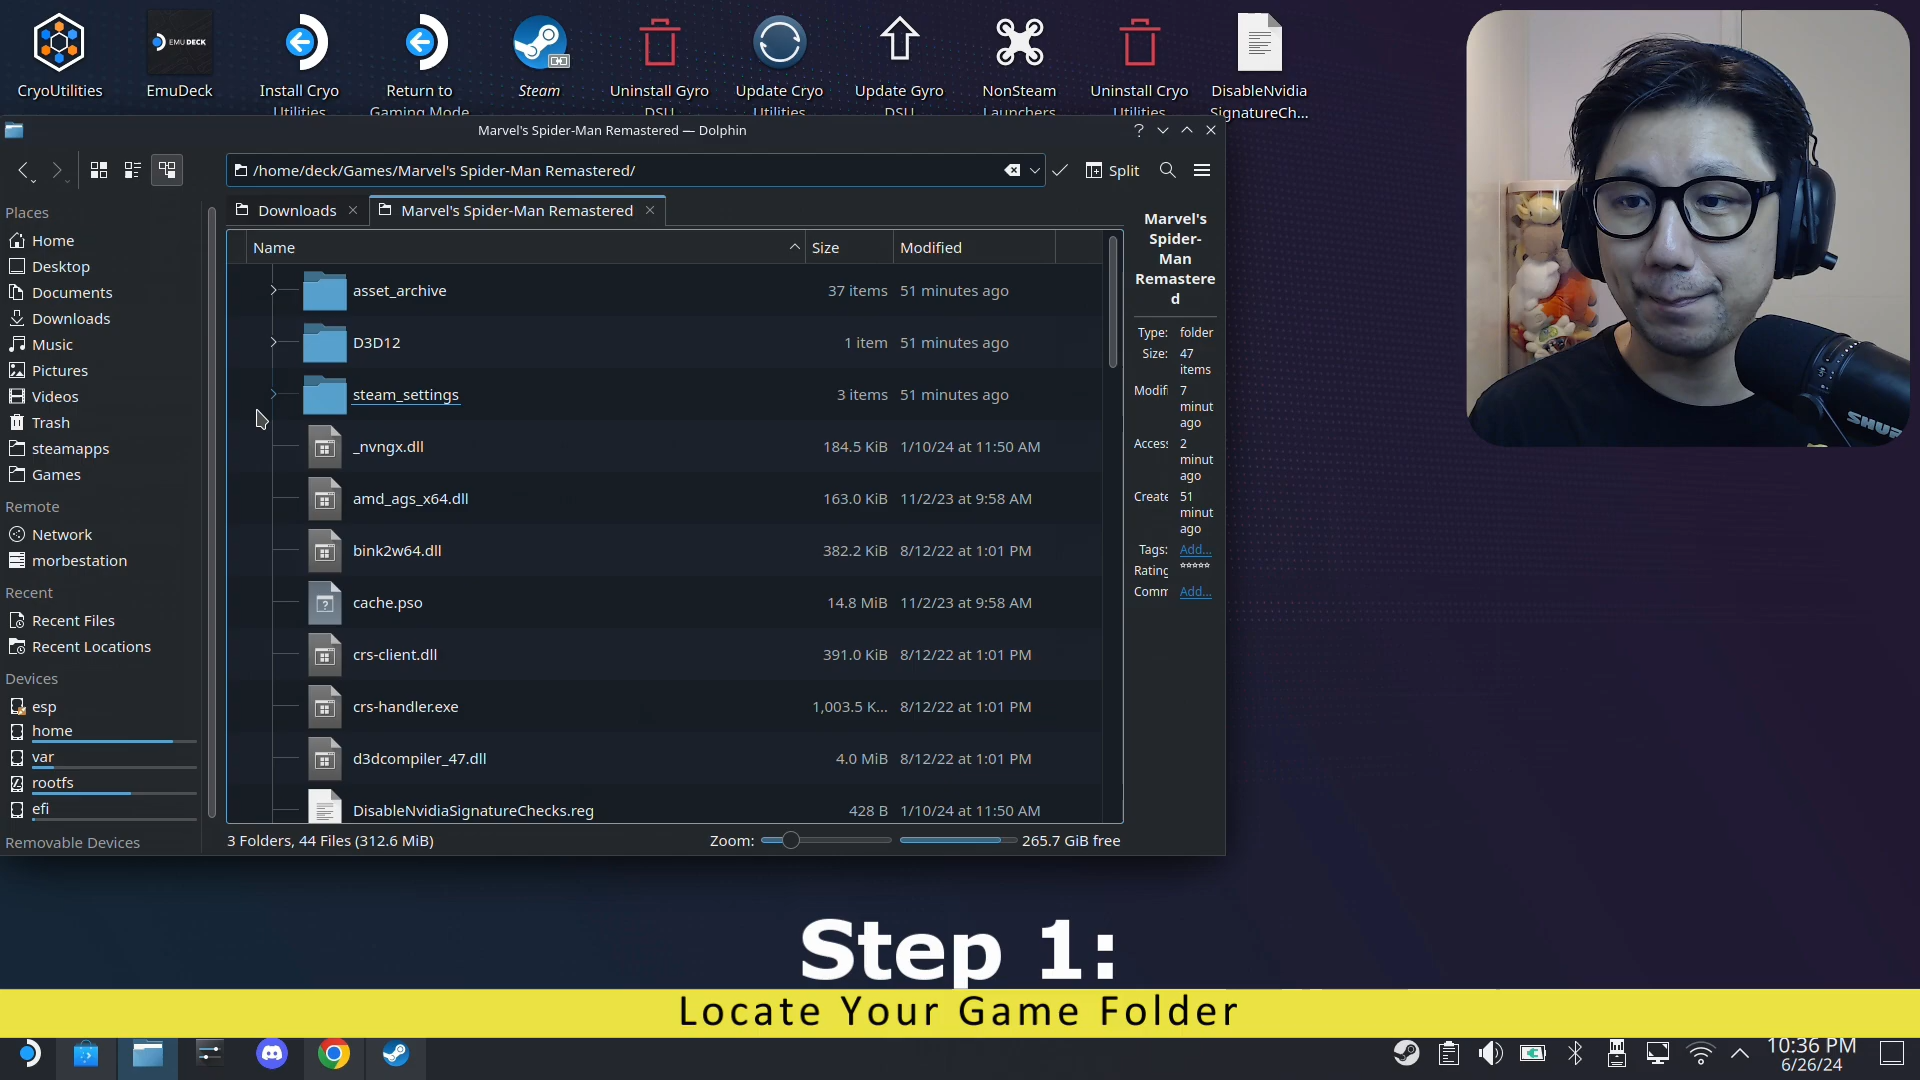 EMUDECK
CryoUtilities
EmuDeck
Install Cryo
Utilities
Return to
Gaming Mode
Steam
Uninstall Gyro
DSU
Update Cryo
Utilities
Update Gyro
DSU
NonSteam
Launchers
Uninstall Cryo
Utilities
DisableNvidia
SignatureCh...
Marvel's Spider-Man Remastered — Dolphin
/home/deck/Games/Marvel's Spider-Man Remastered/
Split
Places
Home
Desktop
Documents
Downloads
Music
Pictures
Videos
Trash
steamapps
Games
Remote
Network
morbestation
Recent
Recent Files
Recent Locations
Devices
esp
home
var
rootfs
efi
Removable Devices
Downloads
Marvel's Spider-Man Remastered
Name Size Modified
asset_archive 37 items 51 minutes ago
D3D12 1 item 51 minutes ago
steam_settings 3 items 51 minutes ago
_nvngx.dll 184.5 KiB 1/10/24 at 11:50 AM
amd_ags_x64.dll 163.0 KiB 11/2/23 at 9:58 AM
bink2w64.dll 382.2 KiB 8/12/22 at 1:01 PM
cache.pso 14.8 MiB 11/2/23 at 9:58 AM
crs-client.dll 391.0 KiB 8/12/22 at 1:01 PM
crs-handler.exe 1,003.5 K... 8/12/22 at 1:01 PM
d3dcompiler_47.dll 4.0 MiB 8/12/22 at 1:01 PM
DisableNvidiaSignatureChecks.reg 428 B 1/10/24 at 11:50 AM
3 Folders, 44 Files (312.6 MiB)
Zoom:
265.7 GiB free
Marvel's
Spider-
Man
Remastere
d
Type: folder
Size: 47
items
Modifi 7
minut
ago
Access 2
minut
ago
Create 51
minut
ago
Tags: Add...
Rating
Comm Add...
SHURE
Step 1:
Locate Your Game Folder
10:36 PM
6/26/24